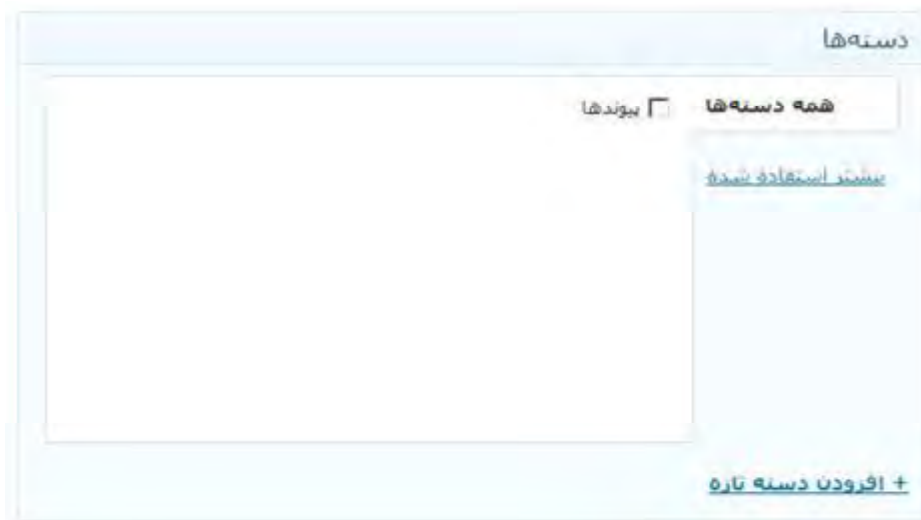 دسته‌ها
همه دسته‌ها
پیوندها
بیشتر استفاده شده
+ افزودن دسته تازه